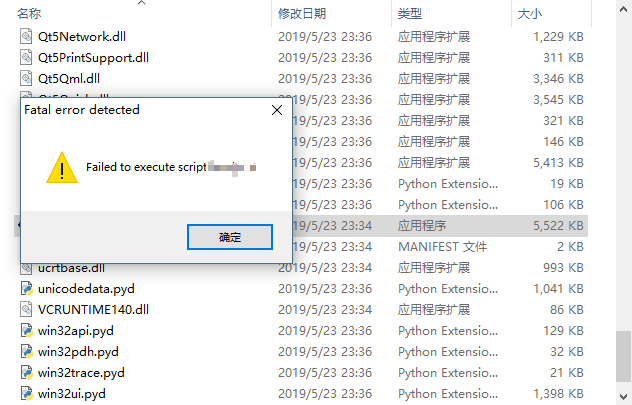 名称 修改日期 类型 大小
Qt5Network.dll 2019/5/23 23:36 应用程序扩展 1,229 KB
Qt5PrintSupport.dll 2019/5/23 23:36 应用程序扩展 311 KB
Qt5Qml.dll 2019/5/23 23:36 应用程序扩展 3,346 KB
2019/5/23 23:36 应用程序扩展 3,545 KB
Fatal error detected
2019/5/23 23:36 应用程序扩展 321 KB
2019/5/23 23:36 应用程序扩展 146 KB
Failed to execute script
2019/5/23 23:36 应用程序扩展 5,413 KB
2019/5/23 23:36 Python Extensio... 19 KB
2019/5/23 23:36 Python Extensio... 106 KB
2019/5/23 23:34 应用程序 5,522 KB
确定
2019/5/23 23:34 MANIFEST 文件 2 KB
ucrtbase.dll 2019/5/23 23:34 应用程序扩展 993 KB
unicodedata.pyd 2019/5/23 23:36 Python Extensio... 1,041 KB
VCRUNTIME140.dll 2019/5/23 23:34 应用程序扩展 86 KB
win32api.pyd 2019/5/23 23:36 Python Extensio... 129 KB
win32pdh.pyd 2019/5/23 23:36 Python Extensio... 32 KB
win32trace.pyd 2019/5/23 23:36 Python Extensio... 21 KB
win32ui.pyd 2019/5/23 23:36 Python Extensio... 1,398 KB